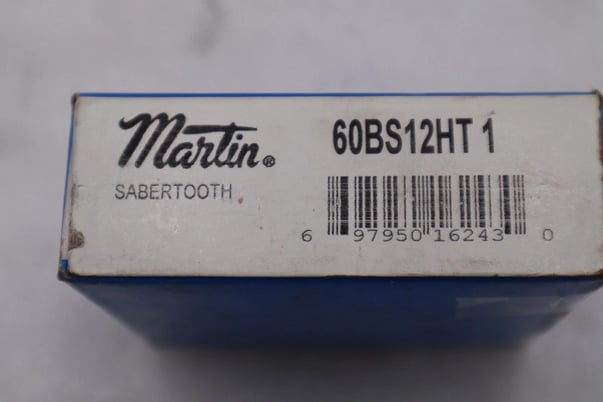 Martin®
60BS12HT 1
SABERTOOTH
6 97950 16243 0